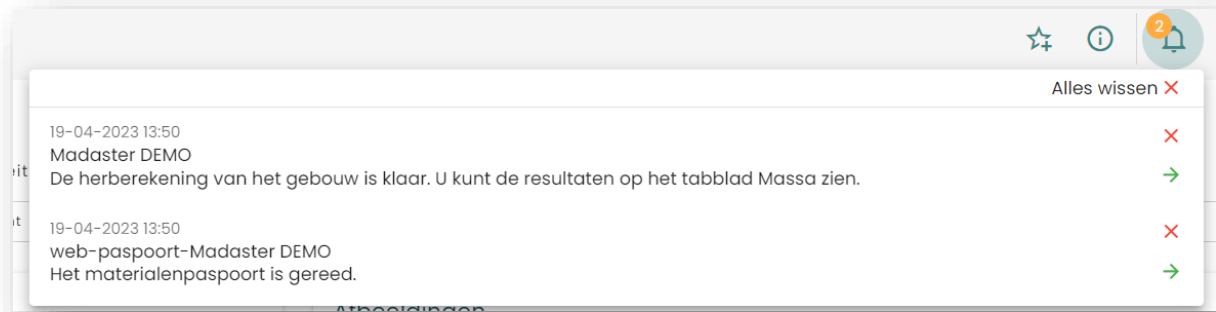 2
Alles wissen
19-04-2023 13:50
Madaster DEMO
De herberekening van het gebouw is klaar. U kunt de resultaten op het tabblad Massa zien.
19-04-2023 13:50
web-paspoort-Madaster DEMO
Het materialenpaspoort is gereed.